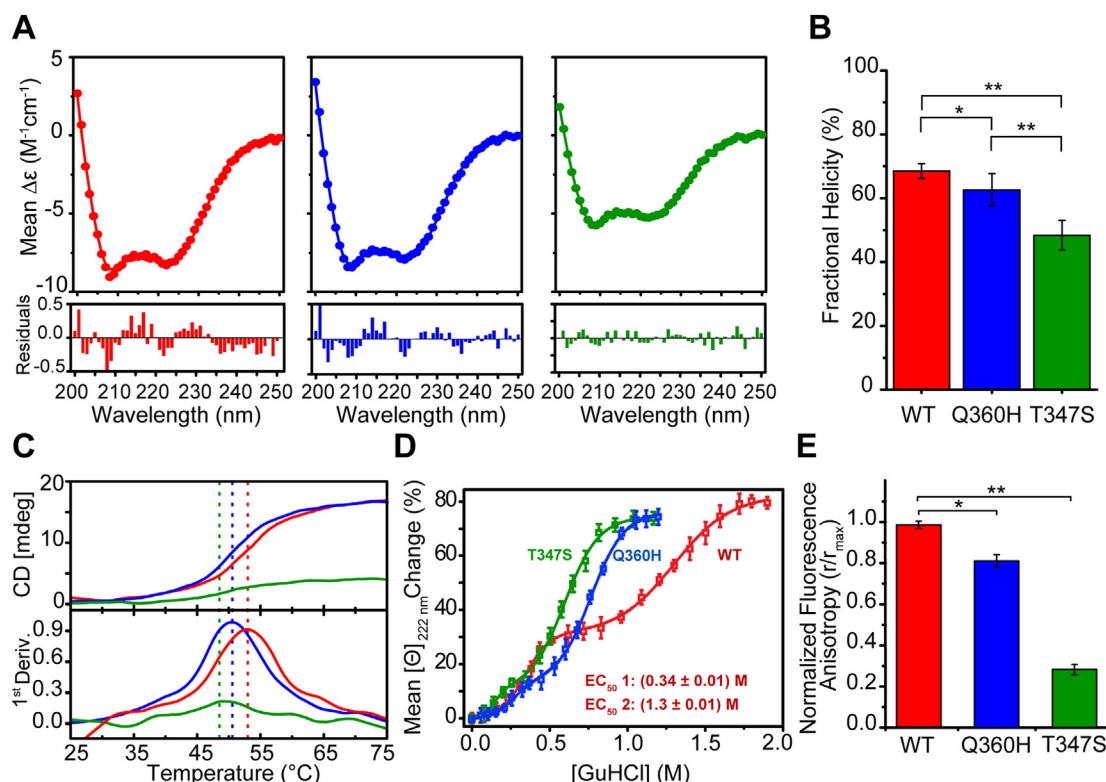 A
B
5
0
-5
-10
Mean Δε (M-1cm-1)
0.5
0.0
-0.5
Residuals
200 210 220 230 240 250
200 210 220 230 240 250
200 210 220 230 240 250
Wavelength (nm)
Wavelength (nm)
Wavelength (nm)
100
80
60
40
20
0
Fractional Helicity (%)
**
*
**
WT
Q360H
T347S
C
D
E
20
10
0
CD [mdeg]
0.9
0.6
0.3
0.0
1st Deriv.
25 35 45 55 65 75
Temperature (°C)
80
60
40
20
0
Mean [Θ]222 nm Change (%)
T347S
Q360H
WT
EC50 1: (0.34 ± 0.01) M
EC50 2: (1.3 ± 0.01) M
0.0 0.5 1.0 1.5 2.0
[GuHCl] (M)
1.0
0.8
0.6
0.4
0.2
0.0
Normalized Fluorescence
Anisotropy (r/rmax)
**
*
WT
Q360H
T347S